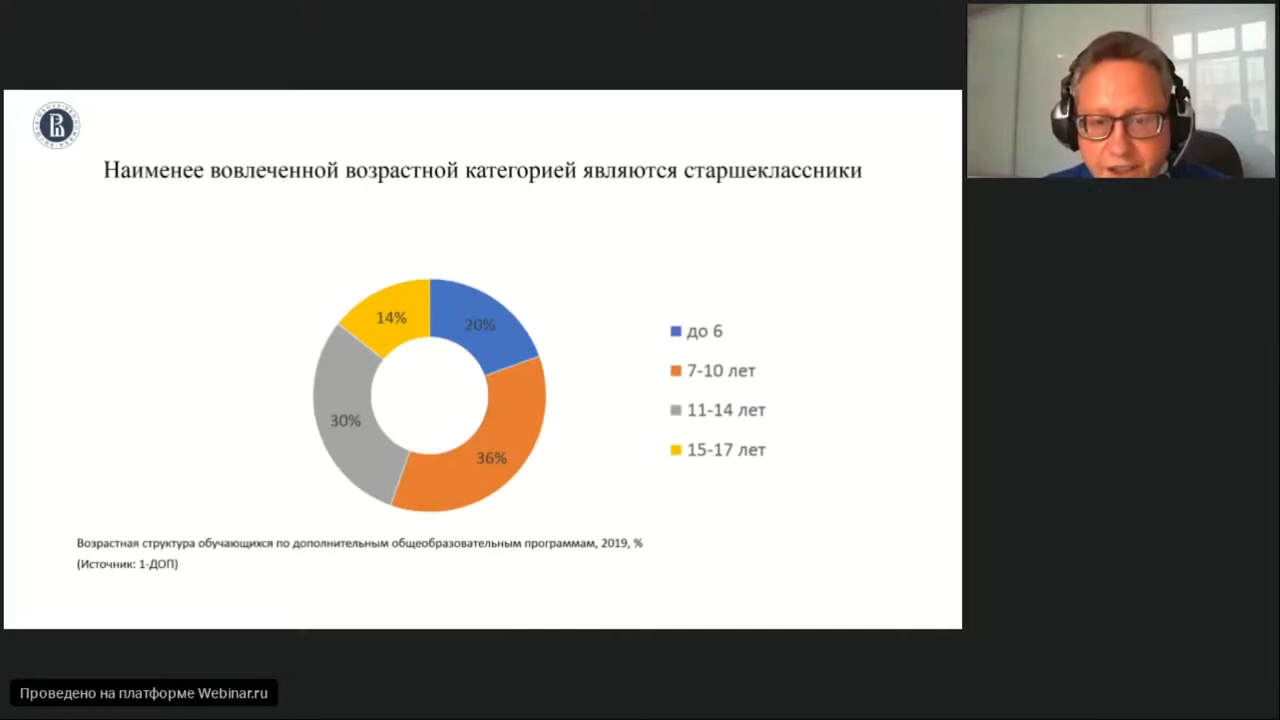 Наименее вовлеченной возрастной категорией являются старшеклассники
14%
20%
30%
36%
до 6
7-10 лет
11-14 лет
15-17 лет
Возрастная структура обучающихся по дополнительным общеобразовательным программам, 2019, %
(Источник: 1-ДОП)
Проведено на платформе Webinar.ru